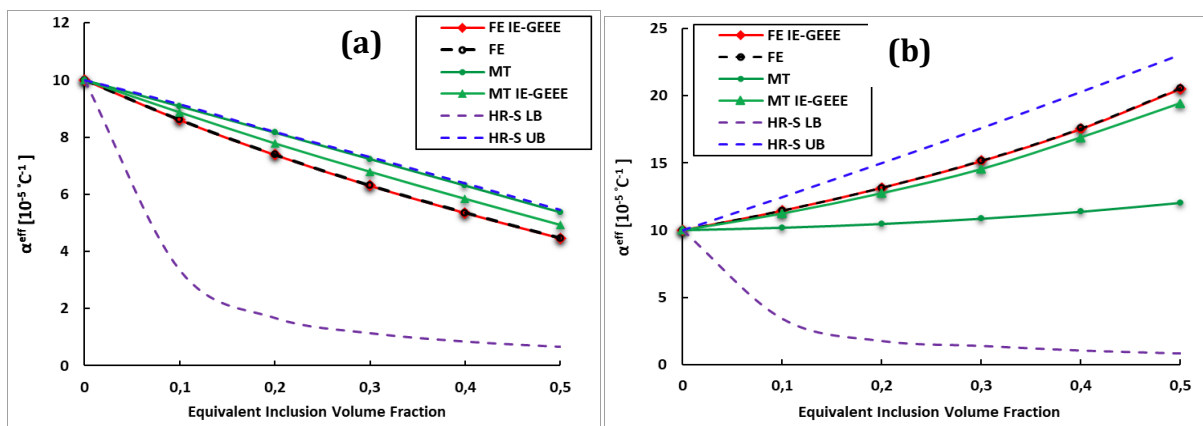 (a)
FE IE-GEEE
FE
MT
MT IE-GEEE
HR-S LB
HR-S UB
α^eff [10^-5 °C^-1]
12
10
8
6
4
2
0
0 0,1 0,2 0,3 0,4 0,5
Equivalent Inclusion Volume Fraction
(b)
FE IE-GEEE
FE
MT
MT IE-GEEE
HR-S LB
HR-S UB
α^eff [10^-5 °C^-1]
25
20
15
10
5
0
0 0,1 0,2 0,3 0,4 0,5
Equivalent Inclusion Volume Fraction